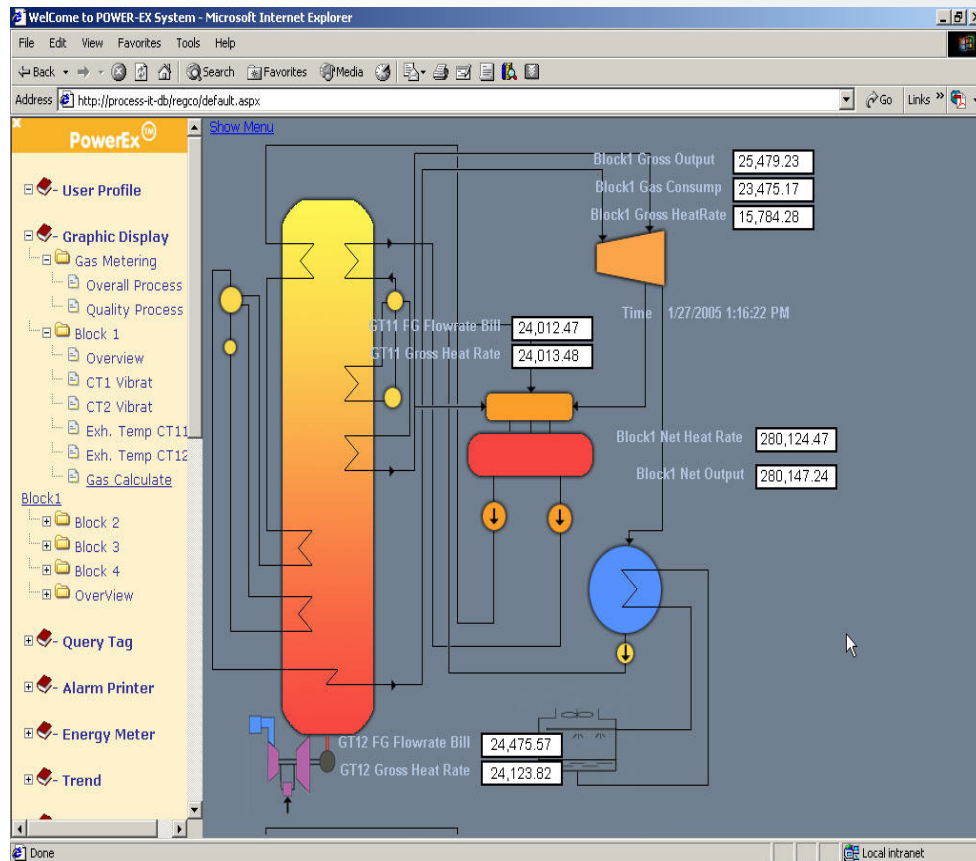 WelCome to POWER-EX System - Microsoft Internet Explorer
File Edit View Favorites Tools Help
Back Search Favorites Media
Address http://process-it-db/regco/default.aspx Go Links »
PowerEx TM
User Profile
Graphic Display
Gas Metering
Overall Process
Quality Process
Block 1
Overview
CT1 Vibrat
CT2 Vibrat
Exh. Temp CT11
Exh. Temp CT12
Gas Calculate
Block1
Block 2
Block 3
Block 4
OverView
Query Tag
Alarm Printer
Energy Meter
Trend
Show Menu
Block1 Gross Output 25,479.23
Block1 Gas Consump 23,475.17
Block1 Gross HeatRate 15,784.28
Time 1/27/2005 1:16:22 PM
GT11 FG Flowrate Bill 24,012.47
GT11 Gross Heat Rate 24,013.48
Block1 Net Heat Rate 280,124.47
Block1 Net Output 280,147.24
GT12 FG Flowrate Bill 24,475.57
GT12 Gross Heat Rate 24,123.82
Done Local intranet